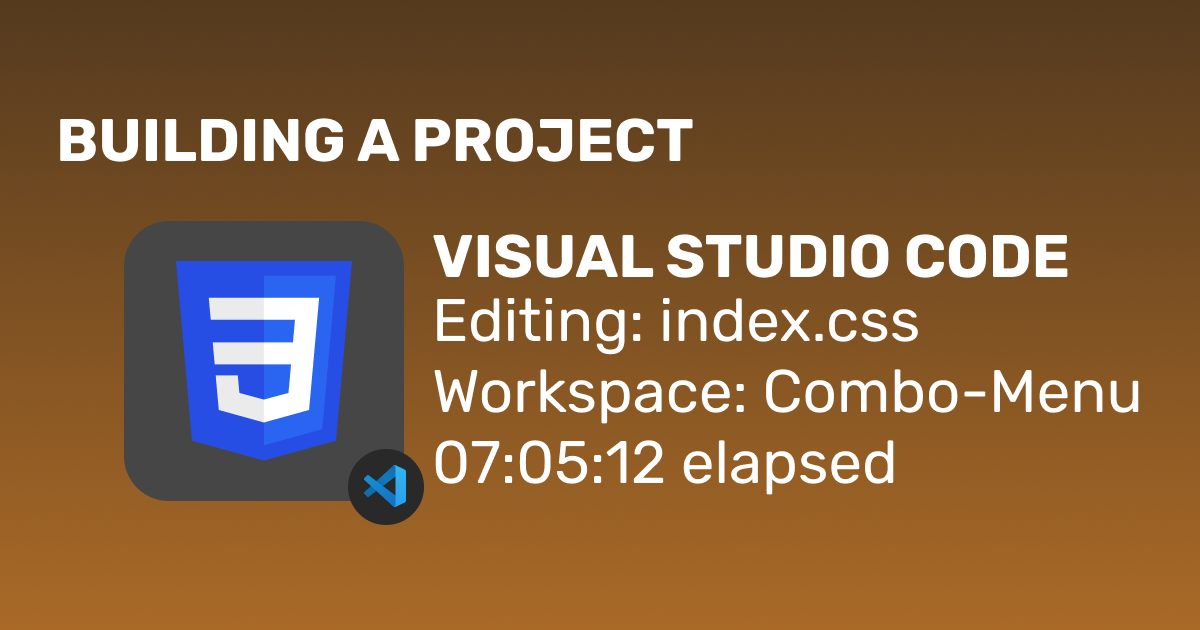 BUILDING A PROJECT
VISUAL STUDIO CODE
Editing: index.css
Workspace: Combo-Menu
07:05:12 elapsed